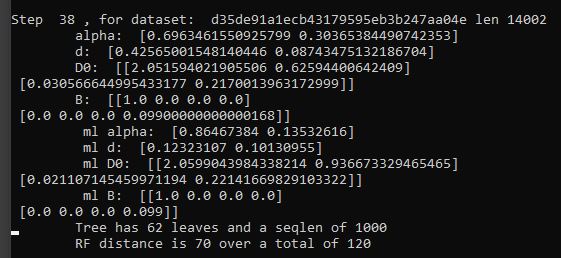 Step  38 , for dataset:  d35de91a1ecb43179595eb3b247aa04e len 14002
alpha:  [0.6963461550925799 0.30365384490742353]
d:  [0.42565001548140446 0.08743475132186704]
D0:  [[2.051594021905506 0.62594400642409]
[0.030566644995433177 0.2170013963172999]]
B:  [[1.0 0.0 0.0 0.0]
[0.0 0.0 0.0 0.09900000000000168]]
ml alpha:  [0.86467384 0.13532616]
ml d:  [0.12323107 0.10130955]
ml D0:  [[2.0599043984338214 0.936673329465465]
[0.021107145459971194 0.22141669829103322]]
ml B:  [[1.0 0.0 0.0 0.0]
[0.0 0.0 0.0 0.099]]
Tree has 62 leaves and a seqlen of 1000
RF distance is 70 over a total of 120